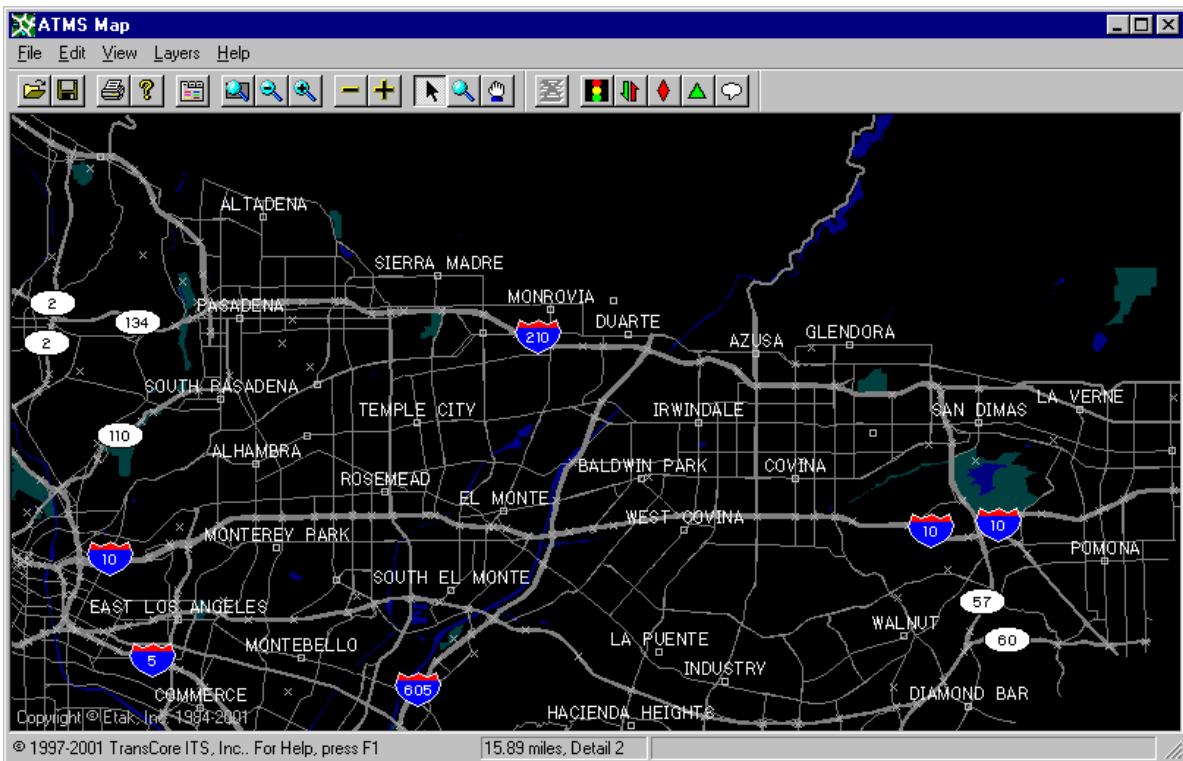 ATMS Map
File Edit View Layers Help
ALTADENA
SIERRA MADRE
MONROVIA
2
PASADENA
134
DUARTE
210
GLENDORA
AZUSA
2
SOUTH PASADENA
LA VERNE
TEMPLE CITY
IRWINDALE
SAN DIMAS
110
ALHAMBRA
BALDWIN PARK
COVINA
ROSEMEAD
EL MONTE
WEST COVINA
10
10
MONTEREY PARK
10
POMONA
SOUTH EL MONTE
57
EAST LOS ANGELES
WALNUT
60
MONTEBELLO
LA PUENTE
5
INDUSTRY
605
COMMERCE
DIAMOND BAR
HACIENDA HEIGHTS
Copyright © Etak, Inc. 1984-2001
© 1997-2001 TransCore ITS, Inc.. For Help, press F1
15.89 miles, Detail 2